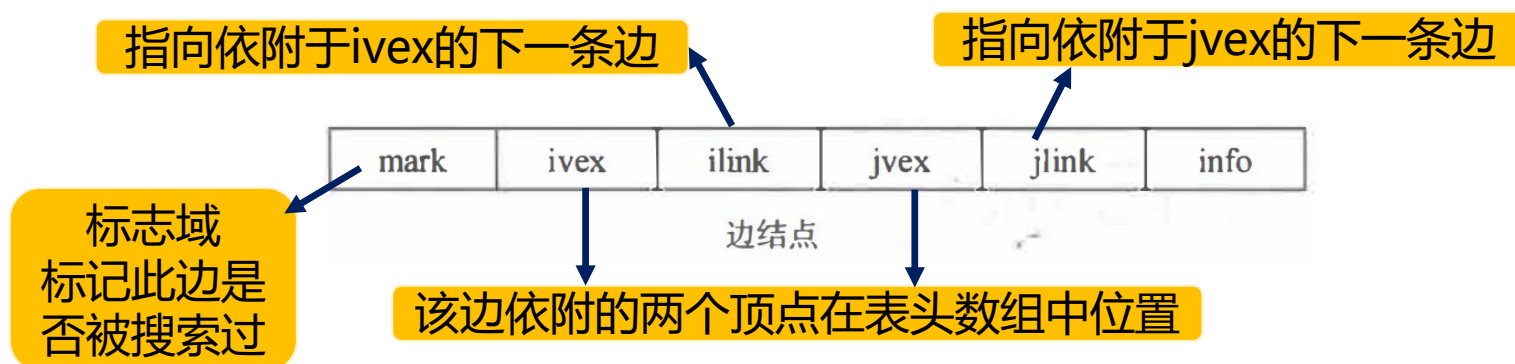 指向依附于ivex的下一条边
指向依附于jvex的下一条边
mark ivex ilink jvex jlink info
标志域
标记此边是
否被搜索过
边结点
该边依附的两个顶点在表头数组中位置